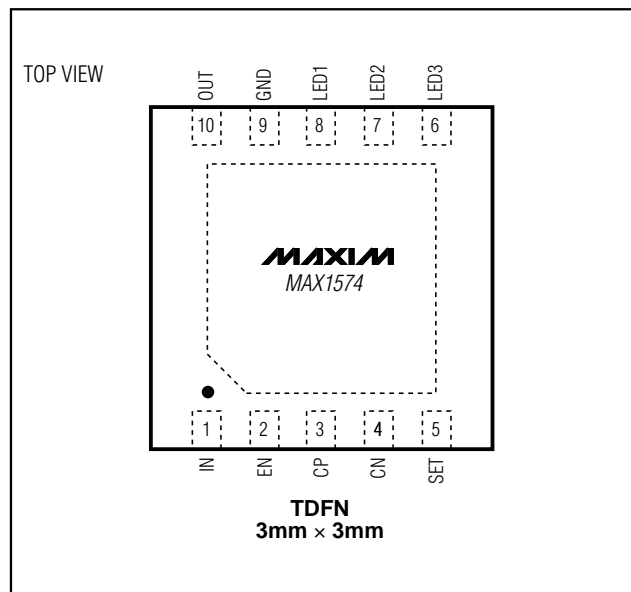 TOP VIEW
OUT GND LED1 LED2 LED3
10 9 8 7 6
MAXIM
MAX1574
1 2 3 4 5
IN EN CP CN SET
TDFN
3mm × 3mm